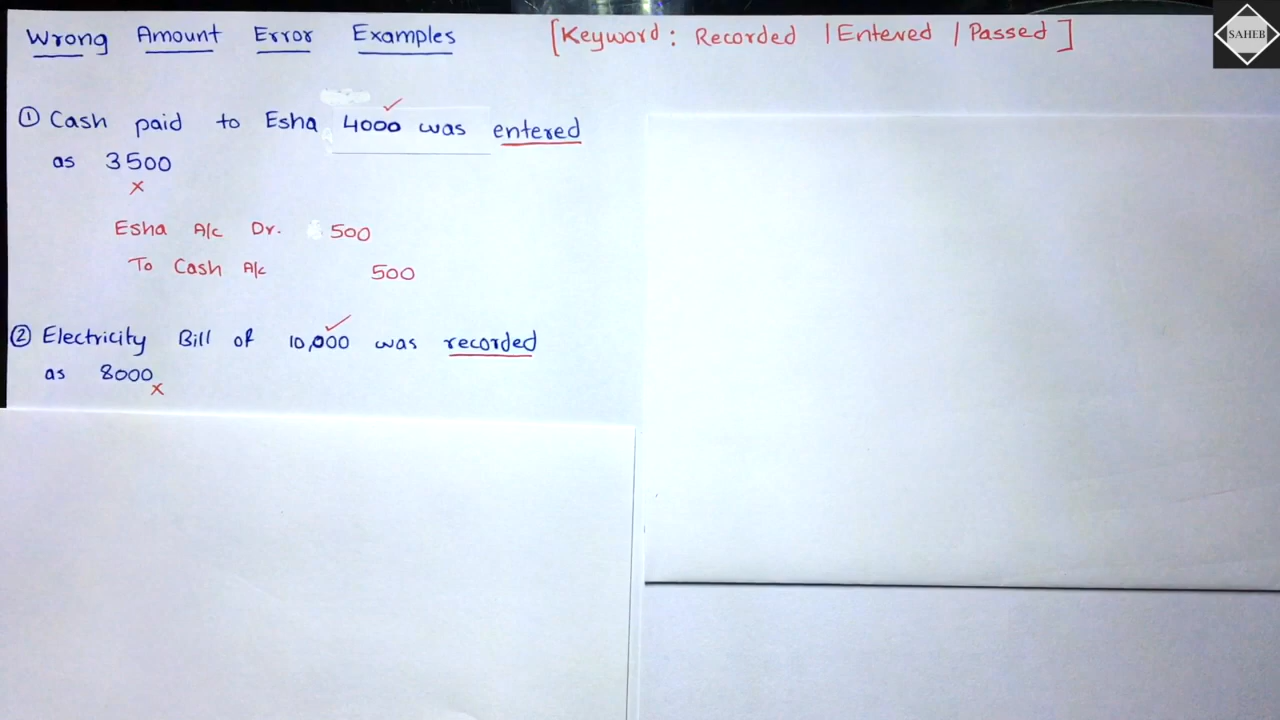 Wrong Amount Error Examples [Keyword: Recorded | Entered | Passed]
SAHEB
① Cash paid to Esha 4000 was entered
as 3500
Esha A/c Dr. 500
To Cash A/c 500
② Electricity Bill of 10,000 was recorded
as 8000